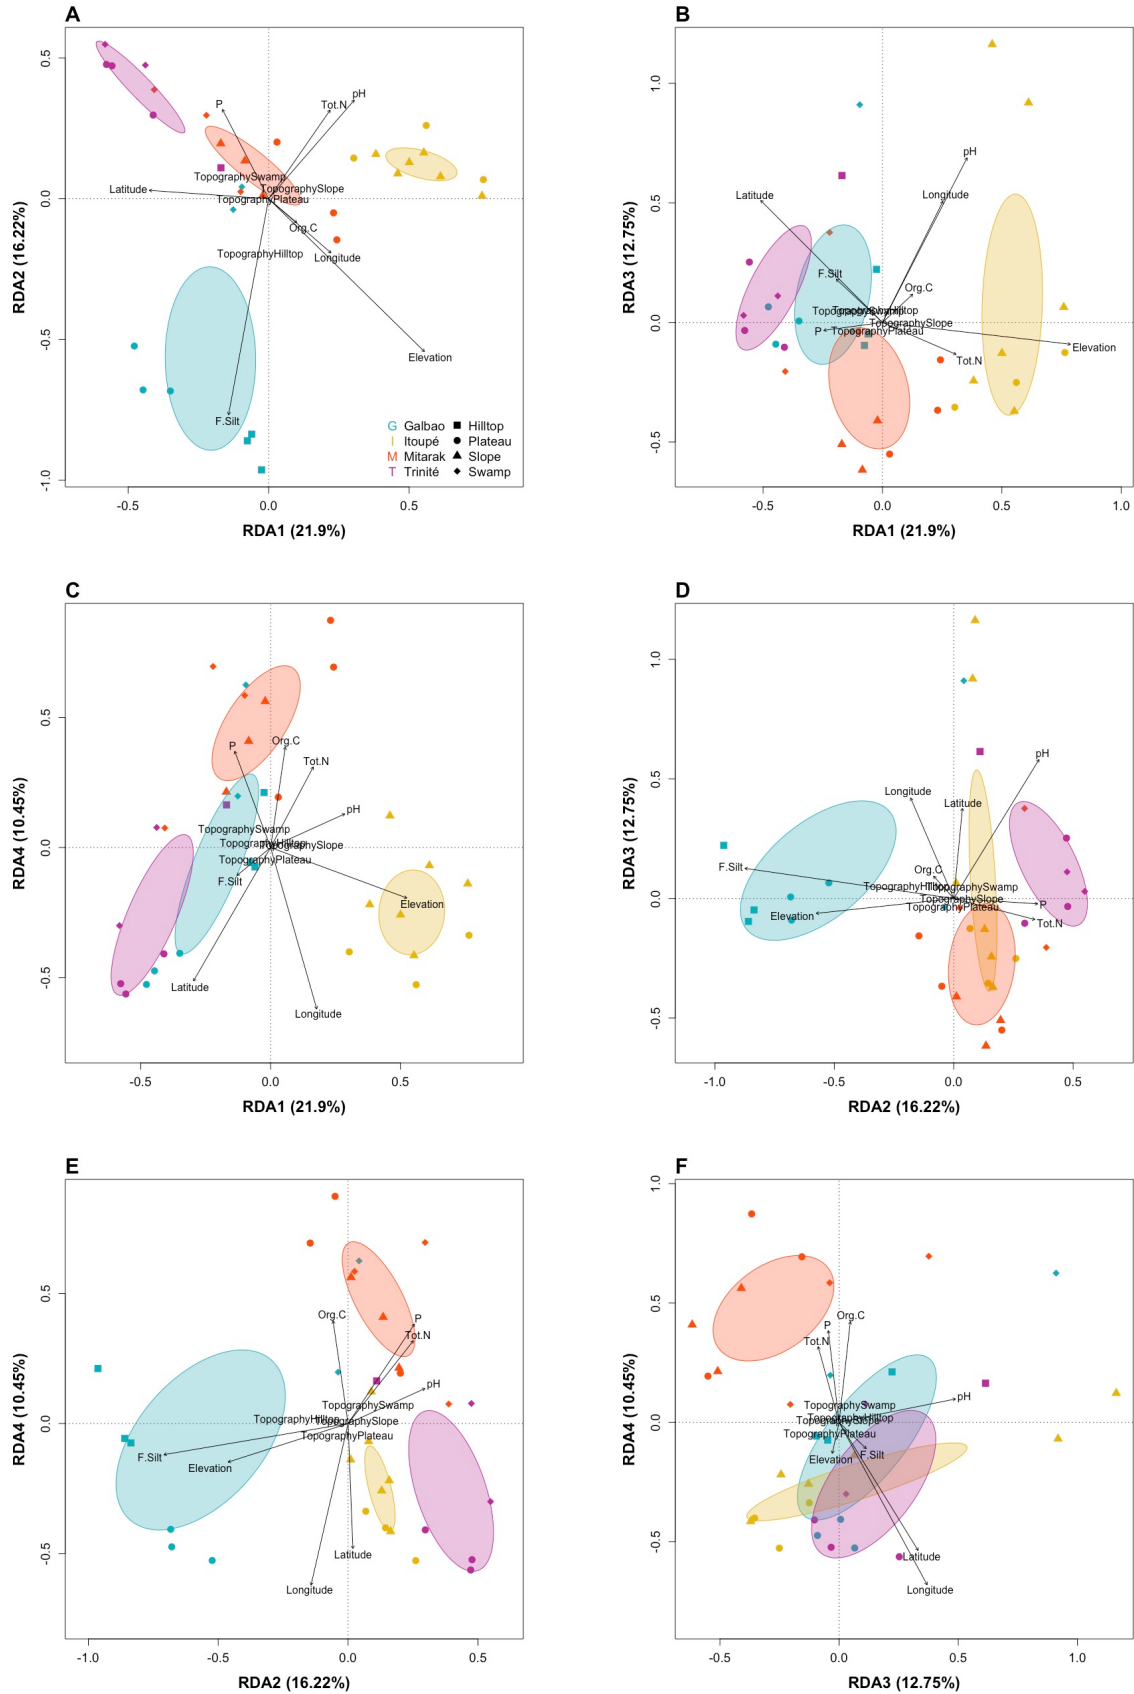 A
0.5
0.0
-0.5
-1.0
RDA2 (16.22%)
P
Tot.N
pH
TopographySwamp
Latitude
TopographySlope
TopographyPlateau
Org.C
TopographyHilltop
Longitude
Elevation
F.Silt
G Galbao ■ Hilltop
I Itoupé ● Plateau
M Mitarak ▲ Slope
T Trinité ◆ Swamp
-0.5 0.0 0.5
RDA1 (21.9%)
B
1.0
0.5
0.0
-0.5
RDA3 (12.75%)
pH
Latitude
Longitude
F.Silt
Org.C
TopographySwamp
TopographyHilltop
TopographySlope
P
TopographyPlateau
Elevation
Tot.N
-0.5 0.0 0.5 1.0
RDA1 (21.9%)
C
0.5
0.0
-0.5
RDA4 (10.45%)
P
Org.C
Tot.N
pH
TopographySwamp
TopographyHilltop
TopographySlope
TopographyPlateau
F.Silt
Elevation
Latitude
Longitude
-0.5 0.0 0.5
RDA1 (21.9%)
D
1.0
0.5
0.0
-0.5
RDA3 (12.75%)
pH
Longitude
Latitude
F.Silt
Org.C
TopographyHilltop
TopographySwamp
TopographySlope
TopographyPlateau
P
Elevation
Tot.N
-1.0 -0.5 0.0 0.5
RDA2 (16.22%)
E
0.5
0.0
-0.5
RDA4 (10.45%)
Org.C
P
Tot.N
pH
TopographySwamp
TopographyHilltop
TopographySlope
TopographyPlateau
F.Silt
Elevation
Latitude
Longitude
-1.0 -0.5 0.0 0.5
RDA2 (16.22%)
F
1.0
0.5
0.0
-0.5
RDA4 (10.45%)
Org.C
P
Tot.N
pH
TopographySwamp
TopographyHilltop
TopographySlope
TopographyPlateau
F.Silt
Elevation
Latitude
Longitude
-0.5 0.0 0.5 1.0
RDA3 (12.75%)